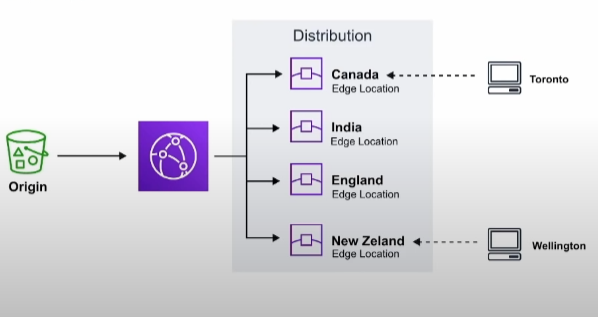 Distribution
Canada
Edge Location
Toronto
India
Edge Location
Origin
England
Edge Location
New Zeland
Edge Location
Wellington